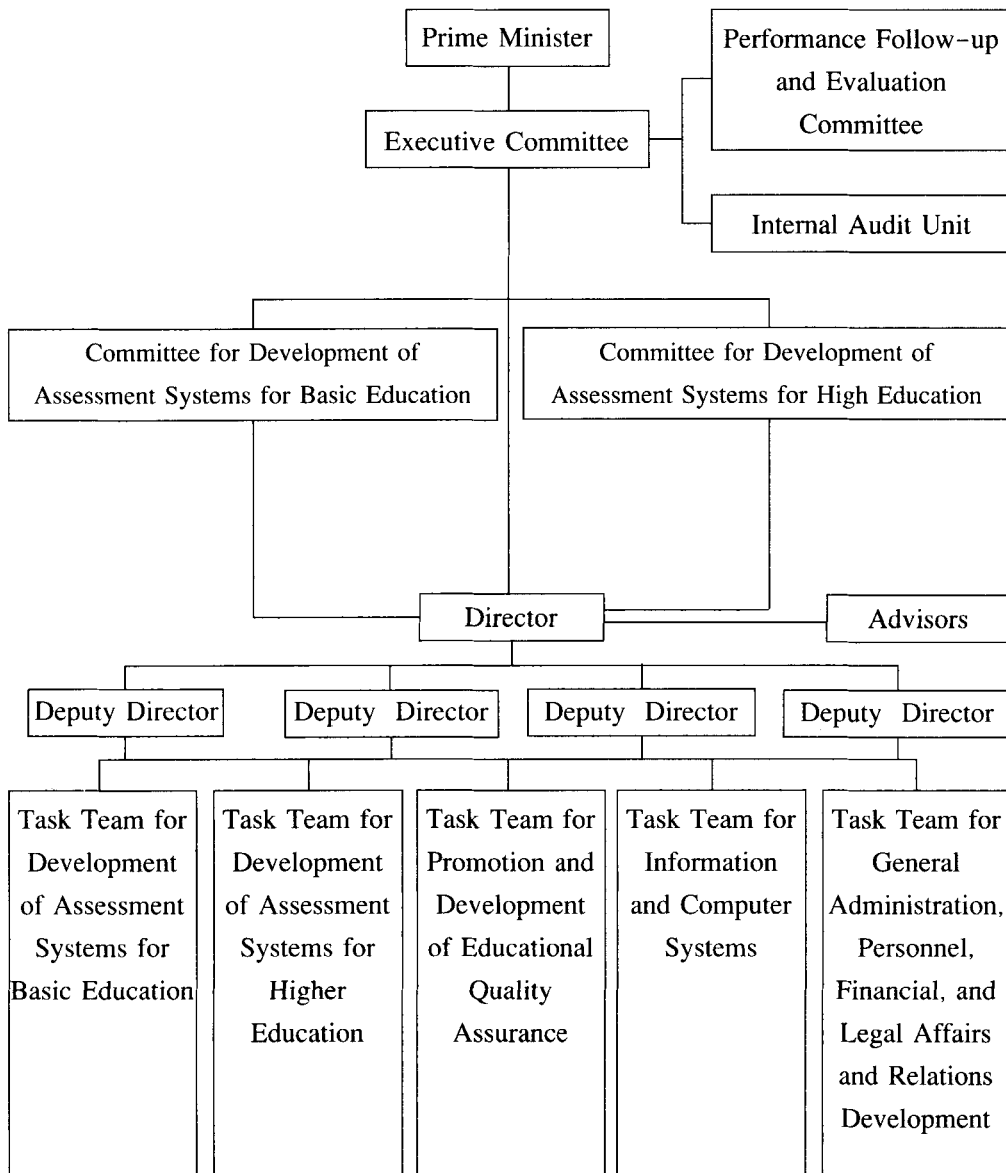 Prime Minister
Performance Follow-up
and Evaluation
Committee
Executive Committee
Internal Audit Unit
Committee for Development of
Assessment Systems for Basic Education
Committee for Development of
Assessment Systems for High Education
Director
Advisors
Deputy Director
Deputy Director
Deputy Director
Deputy Director
Task Team for
Development
of Assessment
Systems for
Basic Education
Task Team for
Development
of Assessment
Systems for
Higher
Education
Task Team for
Promotion and
Development
of Educational
Quality
Assurance
Task Team for
Information
and Computer
Systems
Task Team for
General
Administration,
Personnel,
Financial, and
Legal Affairs
and Relations
Development